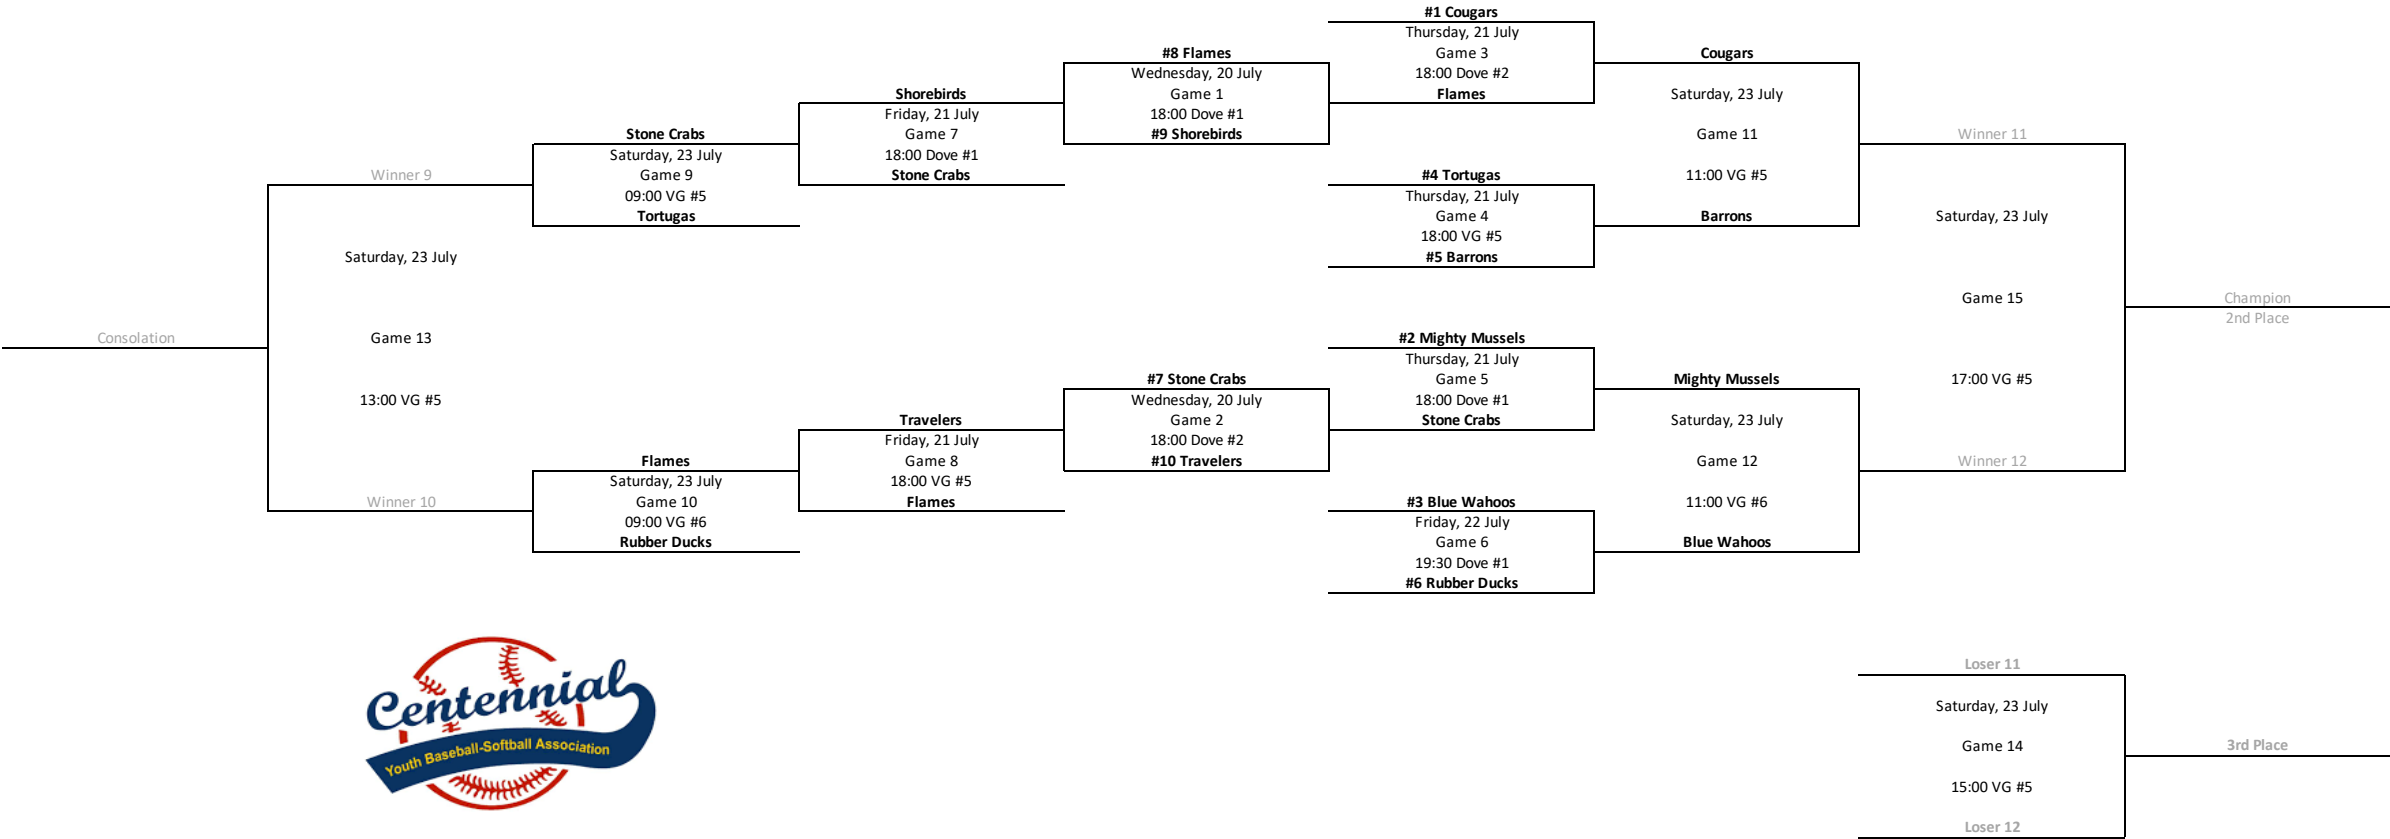 #1 Cougars
Thursday, 21 July
Game 3
18:00 Dove #2
Flames
#8 Flames
Wednesday, 20 July
Game 1
18:00 Dove #1
#9 Shorebirds
Cougars
Saturday, 23 July
Game 11
11:00 VG #5
Barrons
Shorebirds
Friday, 21 July
Game 7
18:00 Dove #1
Stone Crabs
Stone Crabs
Saturday, 23 July
Game 9
09:00 VG #5
Tortugas
Winner 9
Saturday, 23 July
Game 13
13:00 VG #5
Winner 10
Consolation
#4 Tortugas
Thursday, 21 July
Game 4
18:00 VG #5
#5 Barrons
Winner 11
Saturday, 23 July
Game 15
17:00 VG #5
Winner 12
Champion
2nd Place
#2 Mighty Mussels
Thursday, 21 July
Game 5
18:00 Dove #1
Stone Crabs
#7 Stone Crabs
Wednesday, 20 July
Game 2
18:00 Dove #2
#10 Travelers
Mighty Mussels
Saturday, 23 July
Game 12
11:00 VG #6
Blue Wahoos
Travelers
Friday, 21 July
Game 8
18:00 VG #5
Flames
Flames
Saturday, 23 July
Game 10
09:00 VG #6
Rubber Ducks
#3 Blue Wahoos
Friday, 22 July
Game 6
19:30 Dove #1
#6 Rubber Ducks
Centennial
Youth Baseball-Softball Association
Loser 11
Saturday, 23 July
Game 14
15:00 VG #5
Loser 12
3rd Place